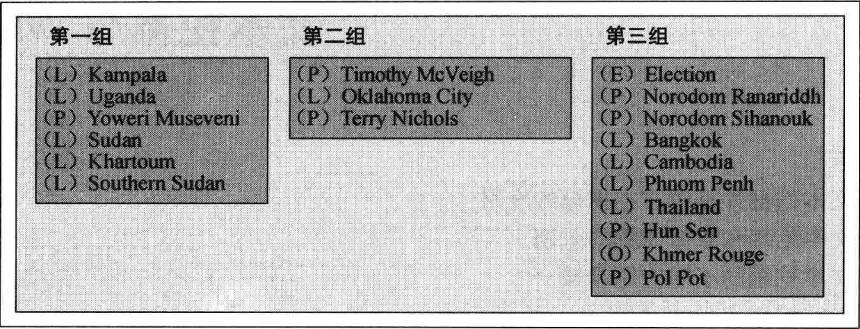 第一组
(L) Kampala
(L) Uganda
(P) Yoweri Museveni
(L) Sudan
(L) Khartoum
(L) Southern Sudan
第二组
(P) Timothy McVeigh
(L) Oklahoma City
(P) Terry Nichols
第三组
(E) Election
(P) Norodom Ranariddh
(P) Norodom Sihanouk
(L) Bangkok
(L) Cambodia
(L) Phnom Penh
(L) Thailand
(P) Hun Sen
(O) Khmer Rouge
(P) Pol Pot